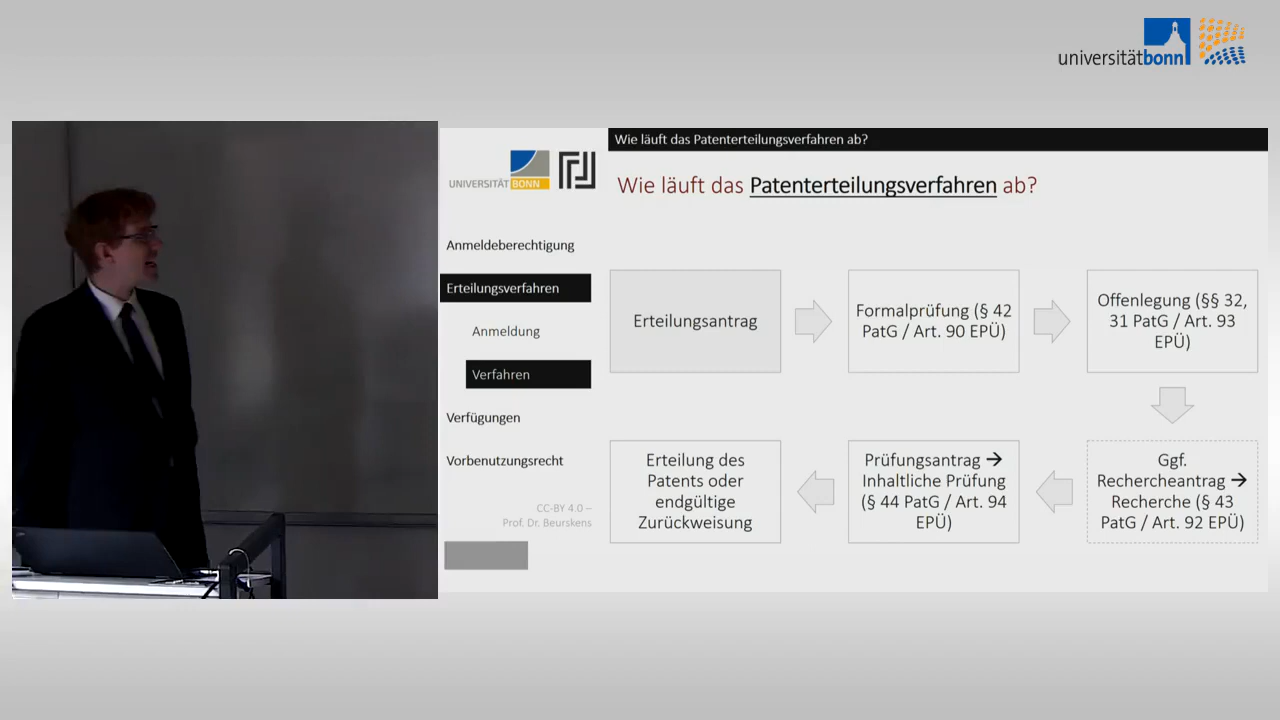 universitätbonn
Wie läuft das Patenterteilungsverfahren ab?
UNIVERSITÄT BONN
Wie läuft das Patenterteilungsverfahren ab?
Anmeldeberechtigung
Erteilungsverfahren
Anmeldung
Verfahren
Verfügungen
Vorbenutzungsrecht
CC-BY 4.0 –
Prof. Dr. Beurskens
Erteilungsantrag
Formalprüfung (§ 42
PatG / Art. 90 EPÜ)
Offenlegung (§§ 32,
31 PatG / Art. 93
EPÜ)
Ggf.
Rechercheantrag →
Recherche (§ 43
PatG / Art. 92 EPÜ)
Prüfungsantrag →
Inhaltliche Prüfung
(§ 44 PatG / Art. 94
EPÜ)
Erteilung des
Patents oder
endgültige
Zurückweisung